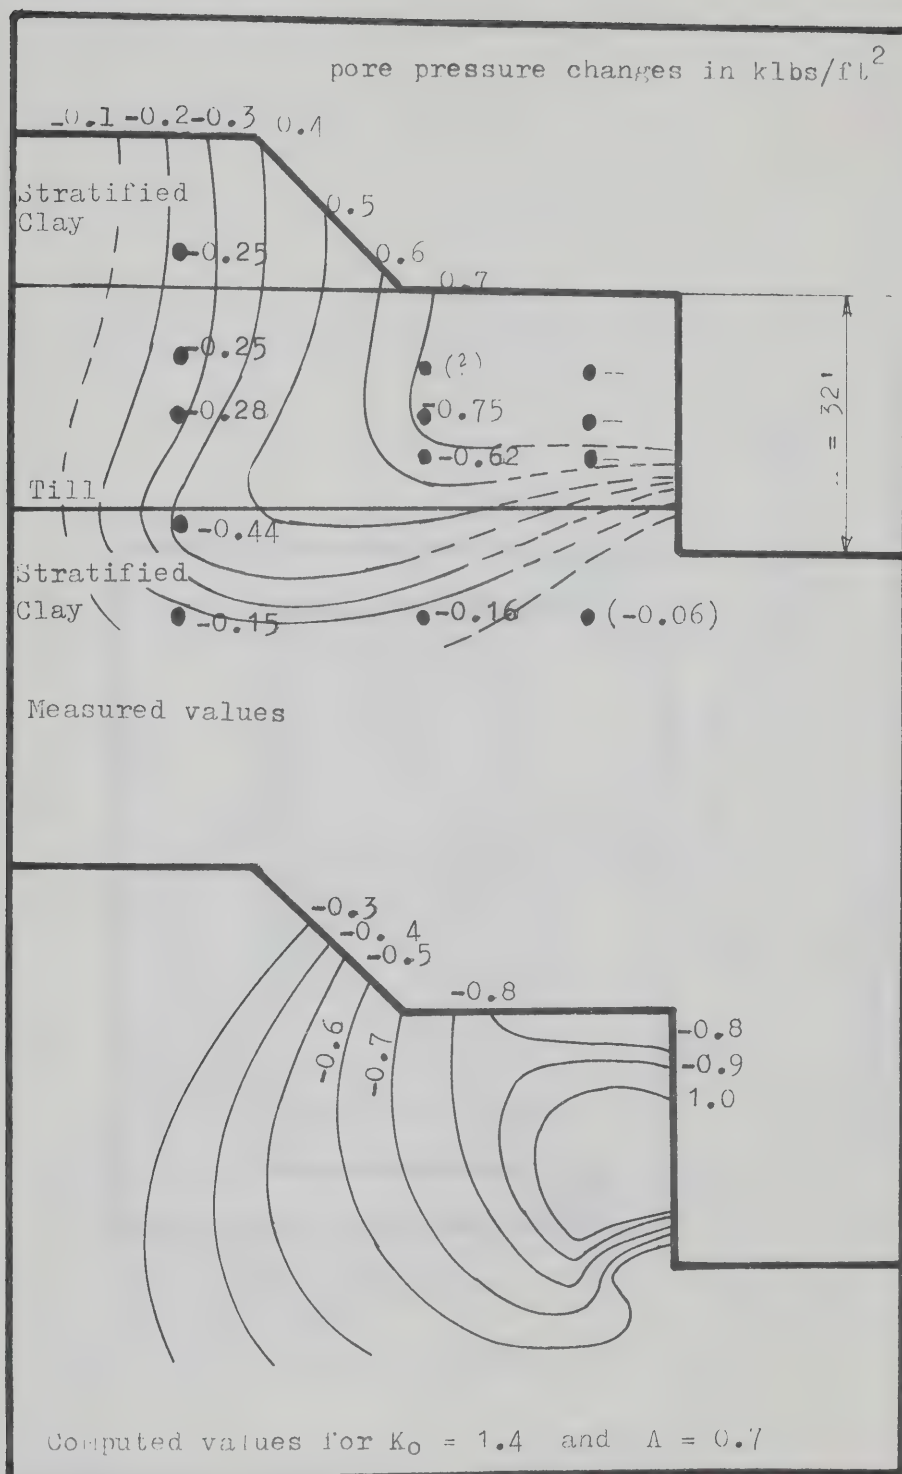 pore pressure changes in klbs/ft²
-0.1 -0.2 -0.3 0.4
Stratified
Clay
0.5
-0.25
0.6
0.7
-0.25
(?)
--
= 32'
-0.28
-0.75
-
-0.62
-
Till
-0.44
Stratified
Clay
-0.15
-0.16
(-0.06)
Measured values
-0.3
-0.4
-0.5
-0.8
-0.6
-0.7
-0.8
-0.9
1.0
Computed values for K₀ = 1.4 and A = 0.7